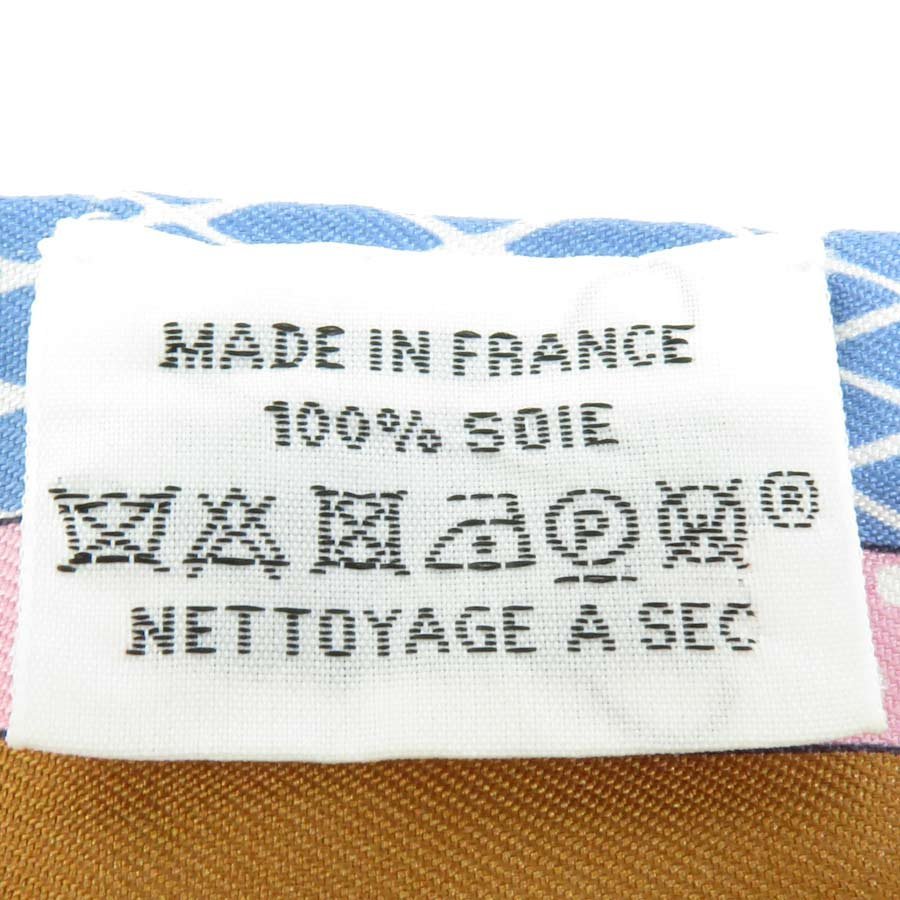 MADE IN FRANCE
100% SOIE
P ®
NETTOYAGE A SEC